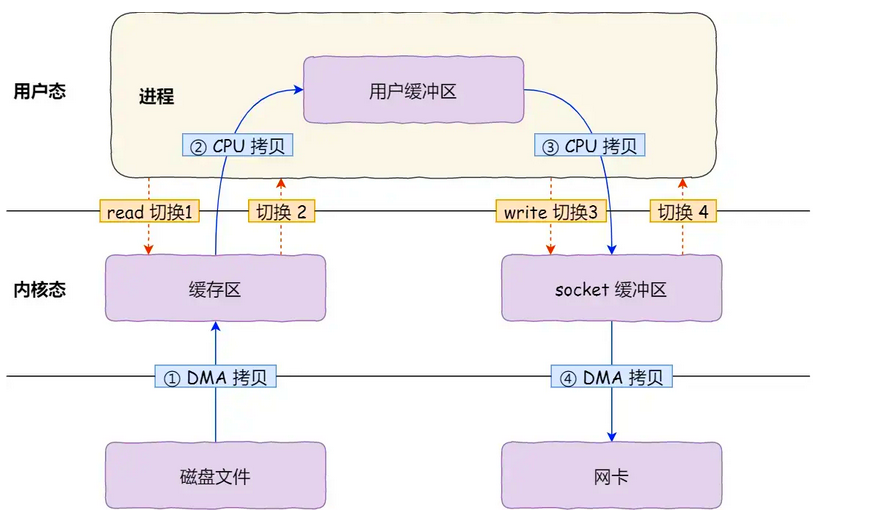 用户态
进程
用户缓冲区
② CPU 拷贝
③ CPU 拷贝
read 切换1
切换 2
write 切换3
切换 4
内核态
缓存区
socket 缓冲区
① DMA 拷贝
④ DMA 拷贝
磁盘文件
网卡